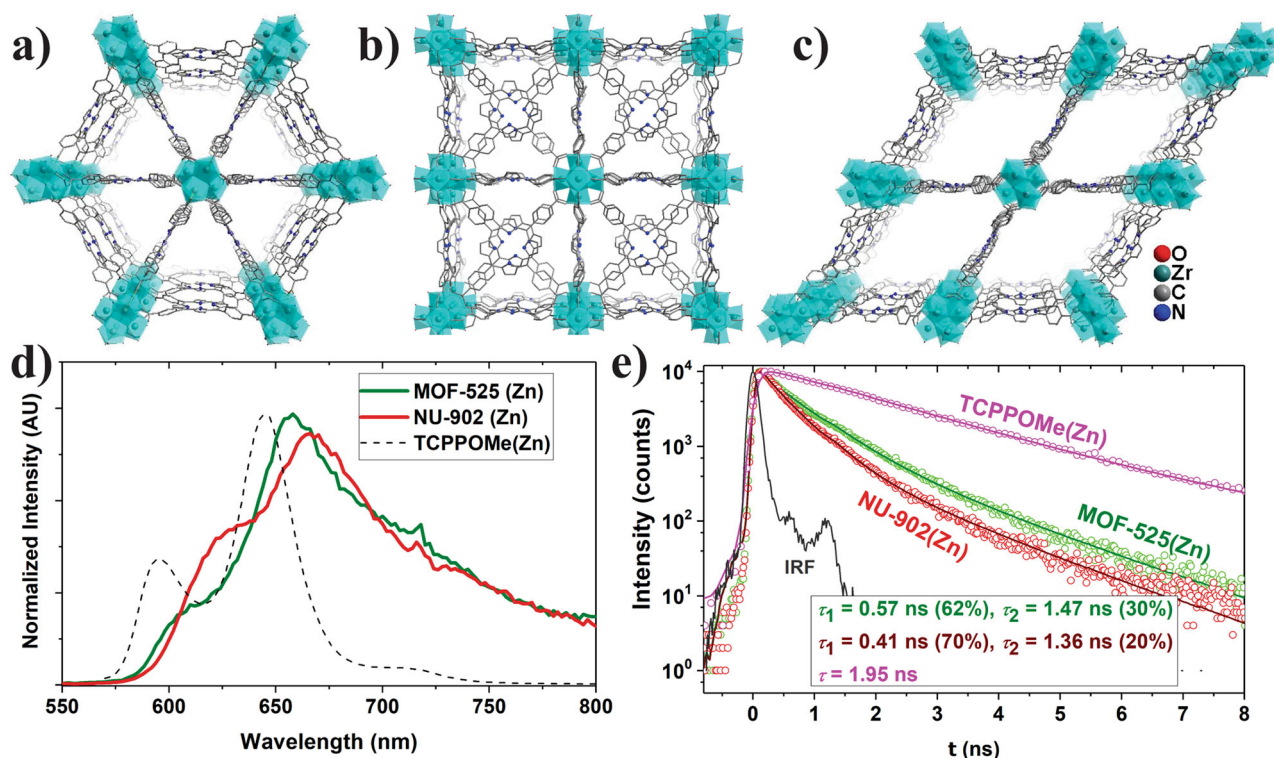 a)
b)
c)
O
Zr
C
N
d)
MOF-525 (Zn)
NU-902 (Zn)
TCPPOMe(Zn)
Normalized Intensity (AU)
550 600 650 700 750 800
Wavelength (nm)
e)
10⁴
10³
10²
10¹
10⁰
Intensity (counts)
TCPPOMe(Zn)
MOF-525(Zn)
NU-902(Zn)
IRF
τ₁ = 0.57 ns (62%), τ₂ = 1.47 ns (30%)
τ₁ = 0.41 ns (70%), τ₂ = 1.36 ns (20%)
τ = 1.95 ns
0 1 2 3 4 5 6 7 8
t (ns)